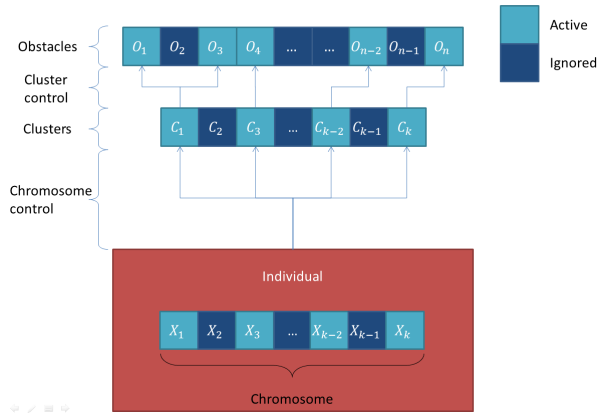 Obstacles
O₁ O₂ O₃ O₄ ... ... Oₙ₋₂ Oₙ₋₁ Oₙ
Active
Ignored
Cluster
control
Clusters
C₁ C₂ C₃ ... Cₖ₋₂ Cₖ₋₁ Cₖ
Chromosome
control
Individual
X₁ X₂ X₃ ... Xₖ₋₂ Xₖ₋₁ Xₖ
Chromosome